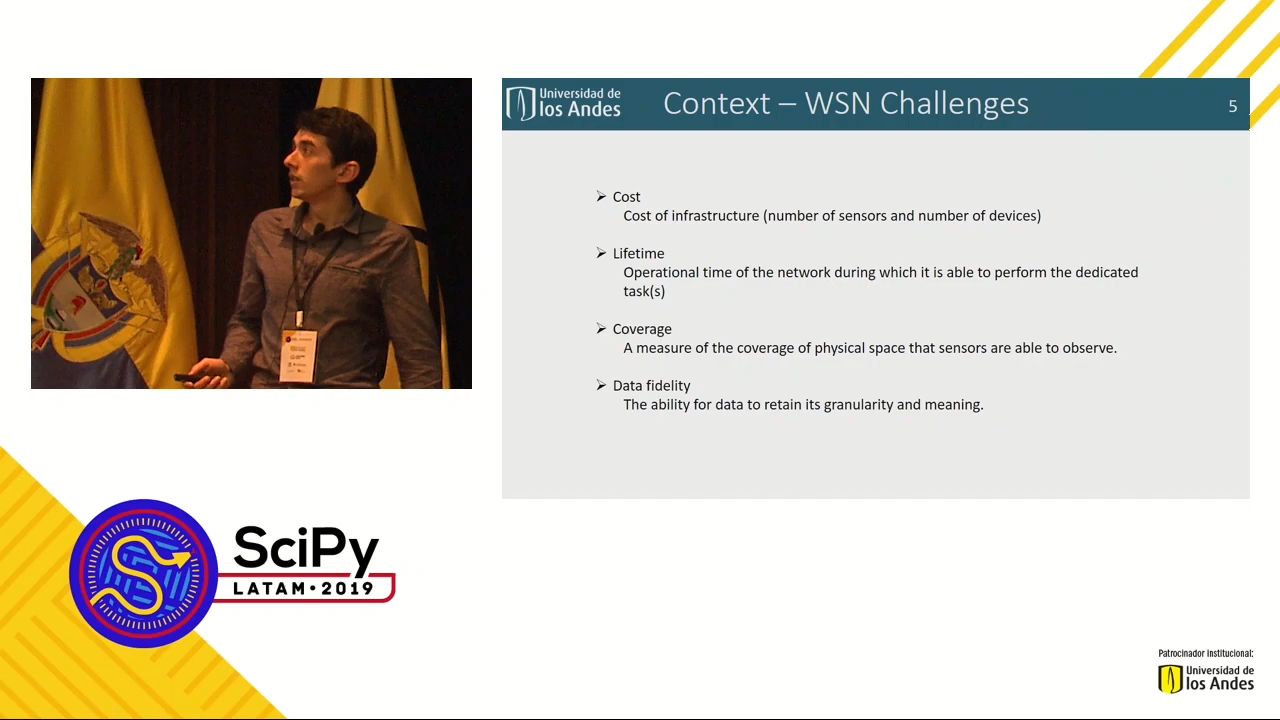 Universidad de
los Andes
Context – WSN Challenges
5
➢ Cost
Cost of infrastructure (number of sensors and number of devices)
➢ Lifetime
Operational time of the network during which it is able to perform the dedicated
task(s)
➢ Coverage
A measure of the coverage of physical space that sensors are able to observe.
➢ Data fidelity
The ability for data to retain its granularity and meaning.
SciPy
LATAM • 2019
Patrocinador institucional:
Universidad de
los Andes